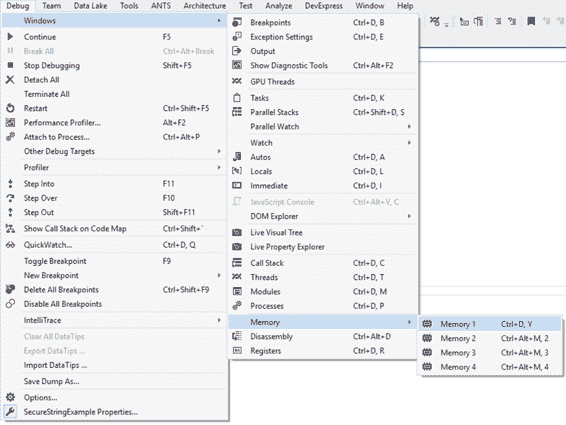 Debug Team Data Lake Tools ANTS Architecture Test Analyze DevExpress Window Help
Windows
Continue F5
Break All Ctrl+Alt+Break
Stop Debugging Shift+F5
Detach All
Terminate All
Restart Ctrl+Shift+F5
Performance Profiler... Alt+F2
Attach to Process... Ctrl+Alt+P
Other Debug Targets
Profiler
Step Into F11
Step Over F10
Step Out Shift+F11
Show Call Stack on Code Map Ctrl+Shift+`
QuickWatch... Ctrl+D, Q
Toggle Breakpoint F9
New Breakpoint
Delete All Breakpoints Ctrl+Shift+F9
Disable All Breakpoints
IntelliTrace
Clear All DataTips
Export DataTips ...
Import DataTips ...
Save Dump As...
Options...
SecureStringExample Properties...
Breakpoints Ctrl+D, B
Exception Settings Ctrl+D, E
Output
Show Diagnostic Tools Ctrl+Alt+F2
GPU Threads
Tasks Ctrl+D, K
Parallel Stacks Ctrl+Shift+D, S
Parallel Watch
Watch
Autos Ctrl+D, A
Locals Ctrl+D, L
Immediate Ctrl+D, I
JavaScript Console Ctrl+Alt+V, C
DOM Explorer
Live Visual Tree
Live Property Explorer
Call Stack Ctrl+D, C
Threads Ctrl+D, T
Modules Ctrl+D, M
Processes Ctrl+D, P
Memory
Disassembly Ctrl+Alt+D
Registers Ctrl+D, R
Memory 1 Ctrl+D, Y
Memory 2 Ctrl+Alt+M, 2
Memory 3 Ctrl+Alt+M, 3
Memory 4 Ctrl+Alt+M, 4